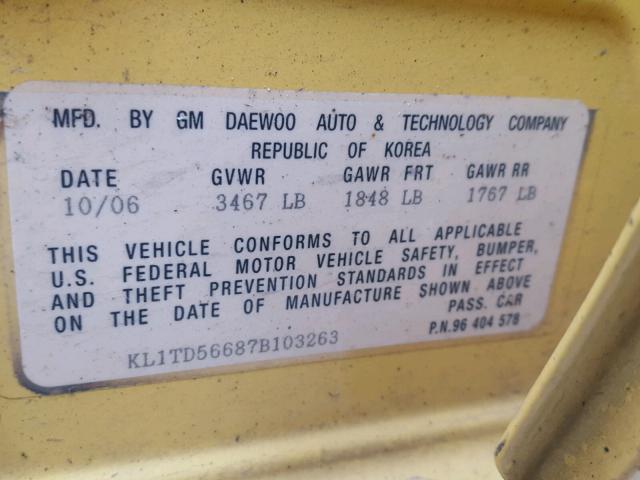 MFD. BY GM DAEWOO AUTO & TECHNOLOGY COMPANY
REPUBLIC OF KOREA
DATE GVWR GAWR FRT GAWR RR
10/06 3467 LB 1848 LB 1767 LB
THIS VEHICLE CONFORMS TO ALL APPLICABLE
U.S. FEDERAL MOTOR VEHICLE SAFETY, BUMPER,
AND THEFT PREVENTION STANDARDS IN EFFECT
ON THE DATE OF MANUFACTURE SHOWN ABOVE
PASS. CAR
P.N.96 404 578
KL1TD56687B103263